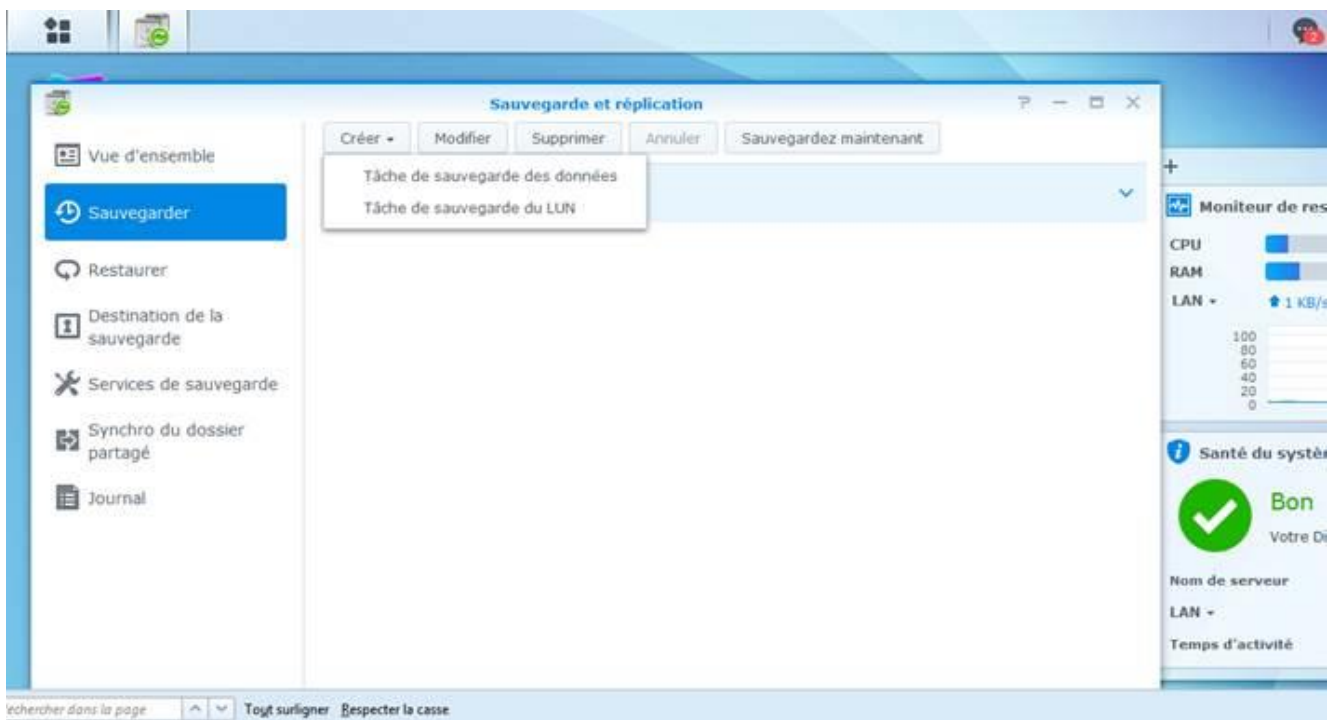 2
Sauvegarde et réplication
Créer
Modifier
Supprimer
Annuler
Sauvegardez maintenant
Tâche de sauvegarde des données
Tâche de sauvegarde du LUN
Vue d'ensemble
Sauvegarder
Restaurer
Destination de la
sauvegarde
Services de sauvegarde
Synchro du dossier
partagé
Journal
+
Moniteur de res
CPU
RAM
LAN
1 KB/s
100
80
60
40
20
0
Santé du systèm
Bon
Votre Di
Nom de serveur
LAN
Temps d'activité
echercher dans la page
Tout surligner
Respecter la casse